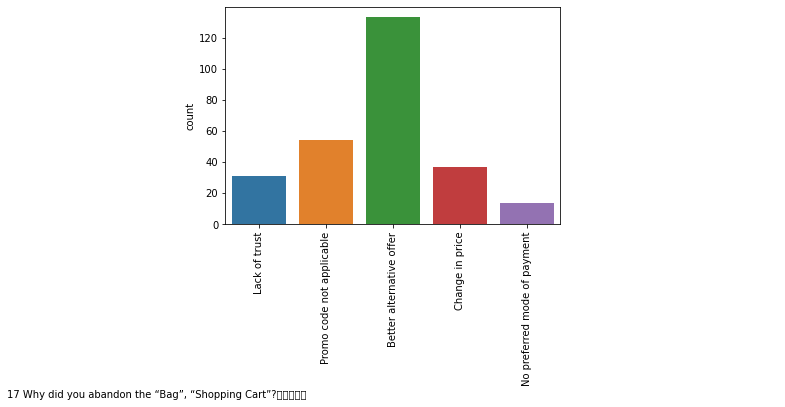 120
100
80
60
40
20
0
count
Lack of trust
Promo code not applicable
Better alternative offer
Change in price
No preferred mode of payment
17 Why did you abandon the “Bag”, “Shopping Cart”?